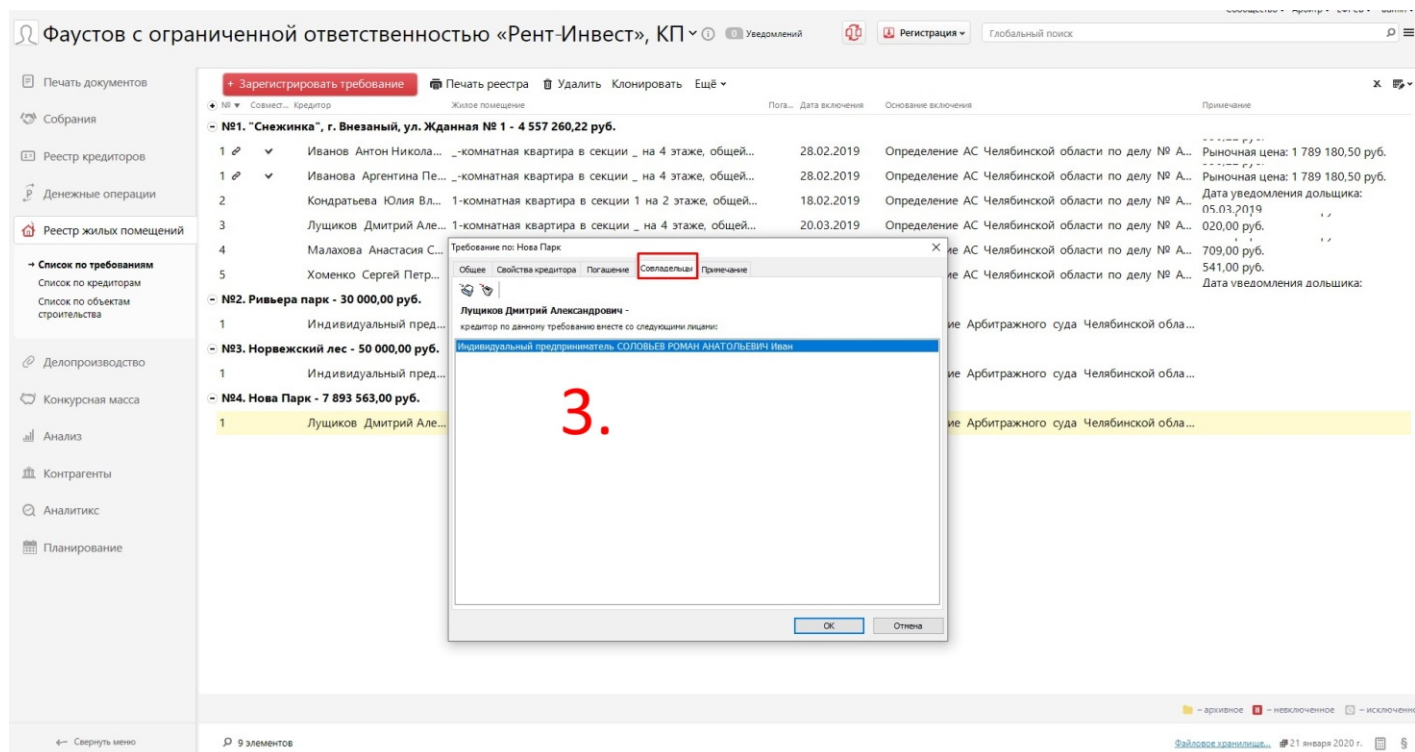 Фаустов с ограниченной ответственностью «Рент-Инвест», КП
0 Уведомлений
Регистрация
Глобальный поиск
Печать документов
Собрания
Реестр кредиторов
Денежные операции
Реестр жилых помещений
→ Список по требованиям
Список по кредиторам
Список по объектам
строительства
Делопроизводство
Конкурсная масса
Анализ
Контрагенты
Аналитикс
Планирование
← Свернуть меню
+ Зарегистрировать требование Печать реестра Удалить Клонировать Ещё
№ Совмест... Кредитор Жилое помещение Пога... Дата включения Основание включения Примечание
№1. "Снежинка", г. Внезаный, ул. Жданная № 1 - 4 557 260,22 руб.
1 Иванов Антон Никола... _-комнатная квартира в секции _ на 4 этаже, общей... 28.02.2019 Определение АС Челябинской области по делу № А... Рыночная цена: 1 789 180,50 руб.
1 Иванова Аргентина Пе... _-комнатная квартира в секции _ на 4 этаже, общей... 28.02.2019 Определение АС Челябинской области по делу № А... Рыночная цена: 1 789 180,50 руб.
2 Кондратьева Юлия Вл... 1-комнатная квартира в секции 1 на 2 этаже, общей... 18.02.2019 Определение АС Челябинской области по делу № А... Дата уведомления дольщика:
05.03.2019
3 Лущиков Дмитрий Але... 1-комнатная квартира в секции _ на 4 этаже, общей... 20.03.2019 Определение АС Челябинской области по делу № А... 020,00 руб.
4 Малахова Анастасия С... ие АС Челябинской области по делу № А... 709,00 руб.
5 Хоменко Сергей Петр... ие АС Челябинской области по делу № А... 541,00 руб.
Дата уведомления дольщика:
№2. Ривьера парк - 30 000,00 руб.
1 Индивидуальный пред... ие Арбитражного суда Челябинской обла...
№3. Норвежский лес - 50 000,00 руб.
1 Индивидуальный пред... ие Арбитражного суда Челябинской обла...
№4. Нова Парк - 7 893 563,00 руб.
1 Лущиков Дмитрий Але... ие Арбитражного суда Челябинской обла...
Требование по: Нова Парк
Общее Свойства кредитора Погашение Совладельцы Примечание
Лущиков Дмитрий Александрович -
кредитор по данному требованию вместе со следующими лицами:
Индивидуальный предприниматель СОЛОВЬЕВ РОМАН АНАТОЛЬЕВИЧ Иван
3.
ОК Отмена
– архивное – невключенное – исключенно
9 элементов
Файловое хранилище... 21 января 2020 г. §